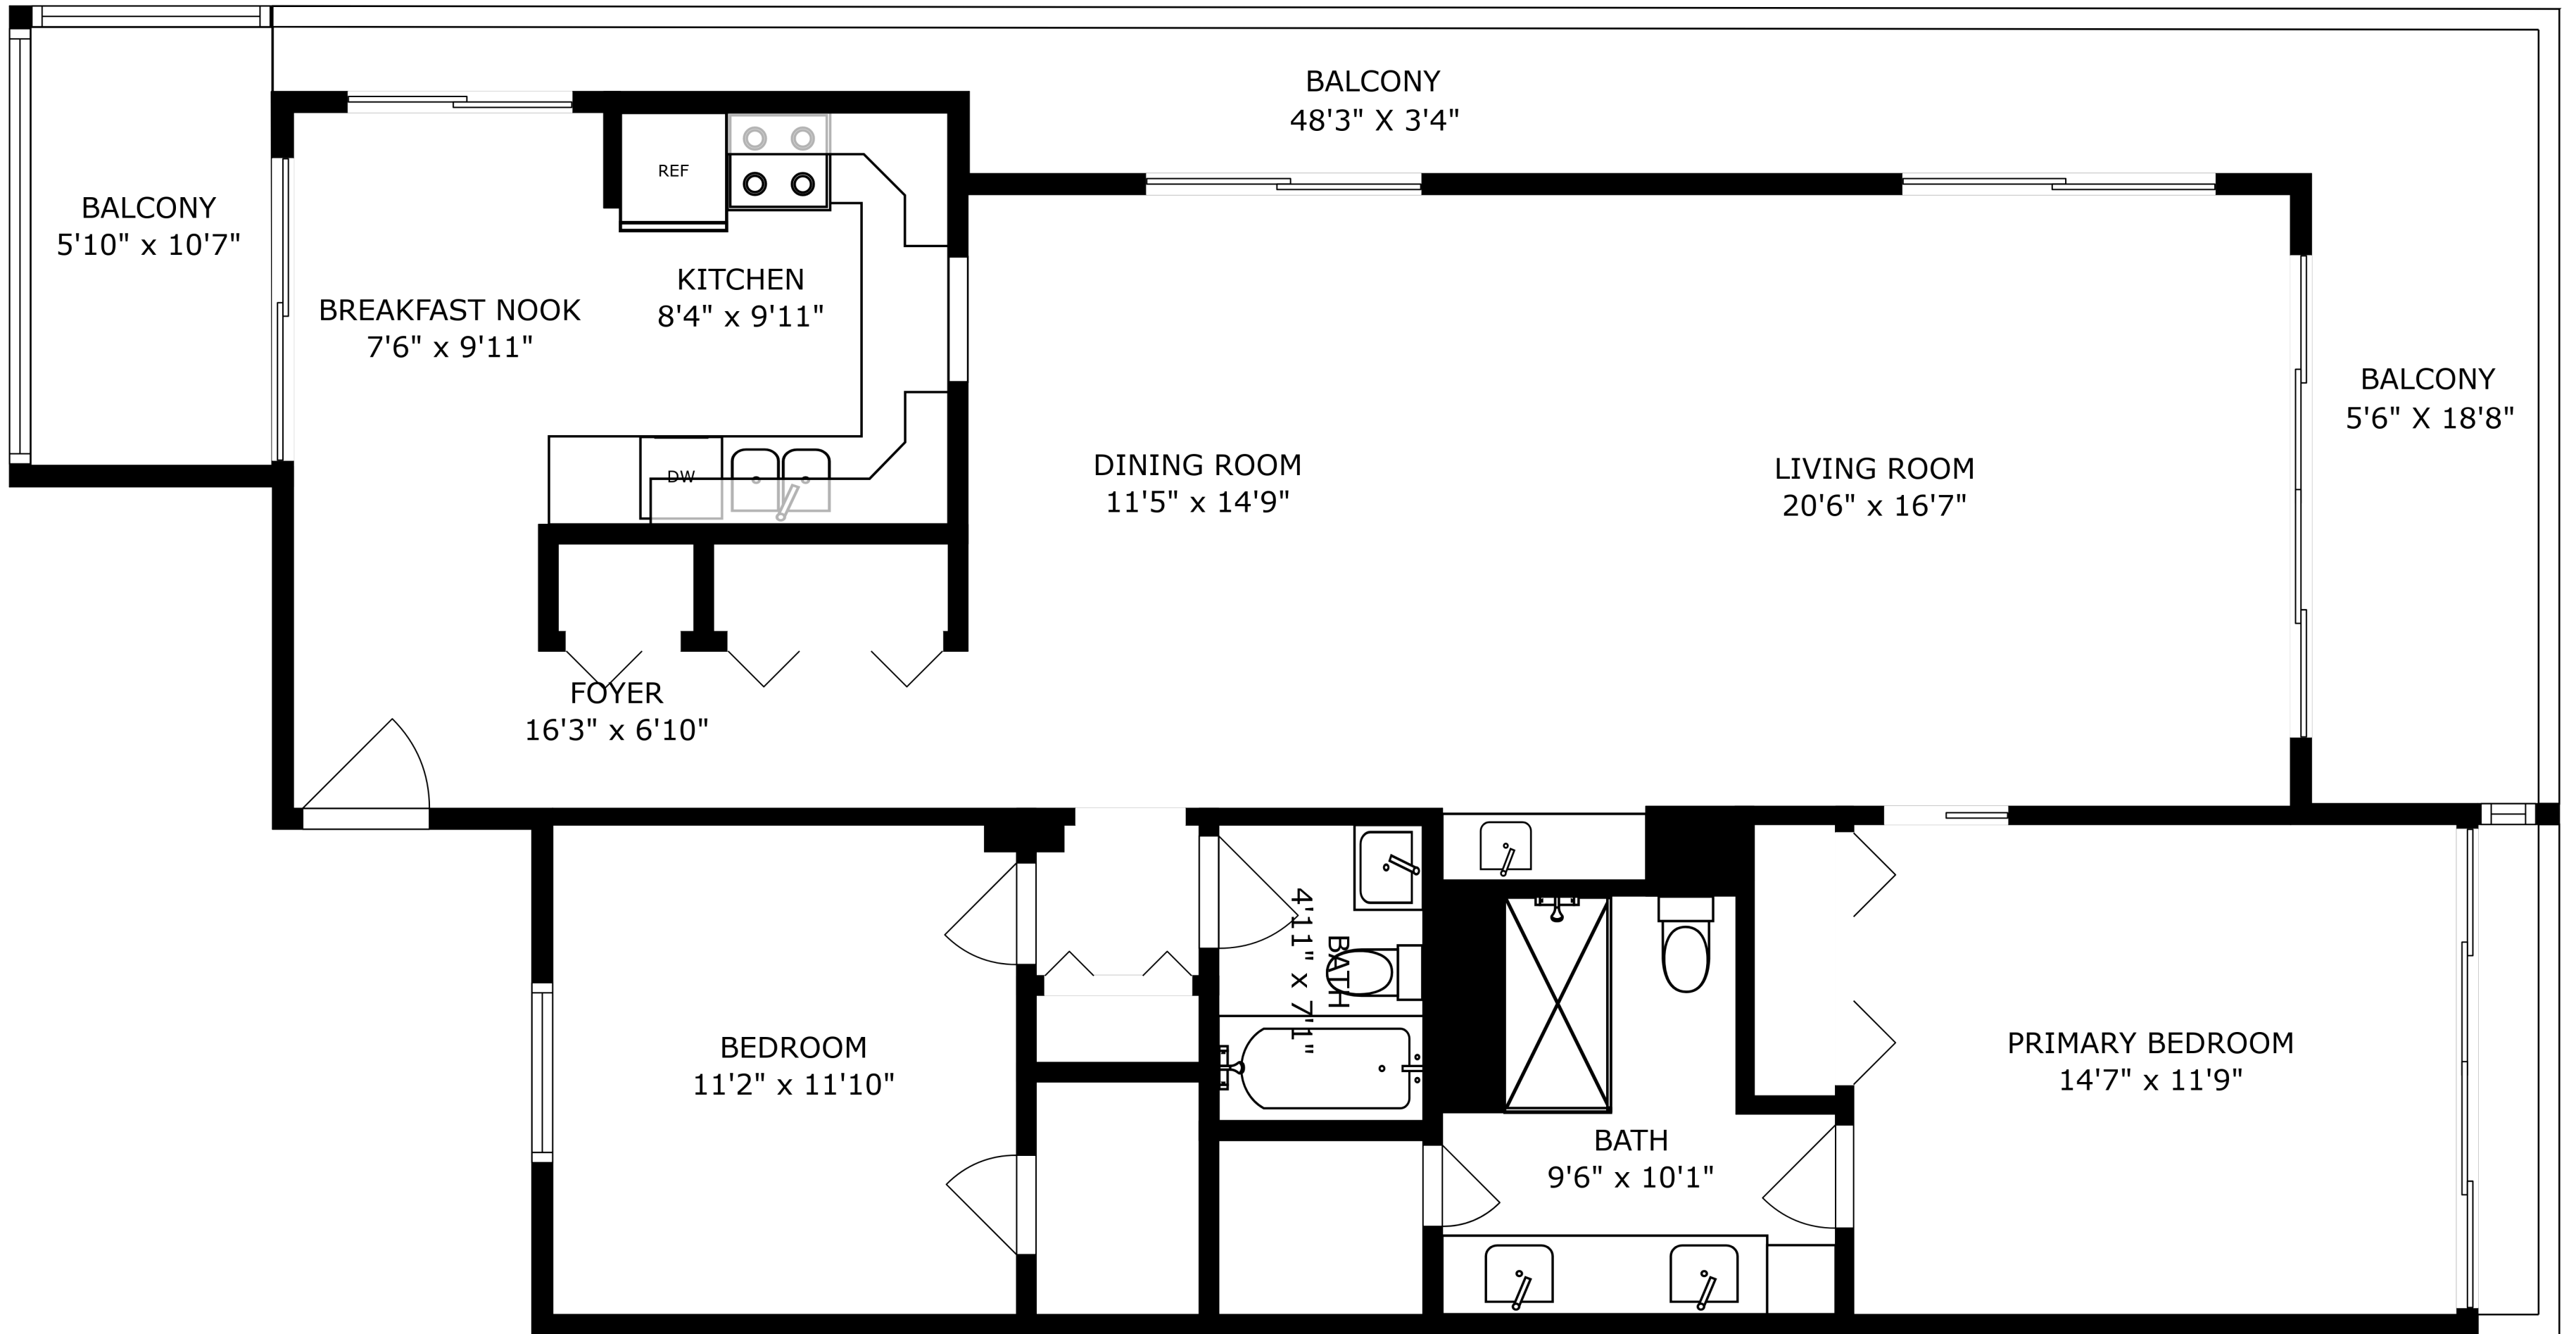 BALCONY
48'3" X 3'4"
BALCONY
5'10" x 10'7"
REF
KITCHEN
8'4" x 9'11"
BREAKFAST NOOK
7'6" x 9'11"
BALCONY
5'6" X 18'8"
DW
DINING ROOM
11'5" x 14'9"
LIVING ROOM
20'6" x 16'7"
FOYER
16'3" x 6'10"
BATH
4'11" x 7'1"
BEDROOM
11'2" x 11'10"
PRIMARY BEDROOM
14'7" x 11'9"
BATH
9'6" x 10'1"